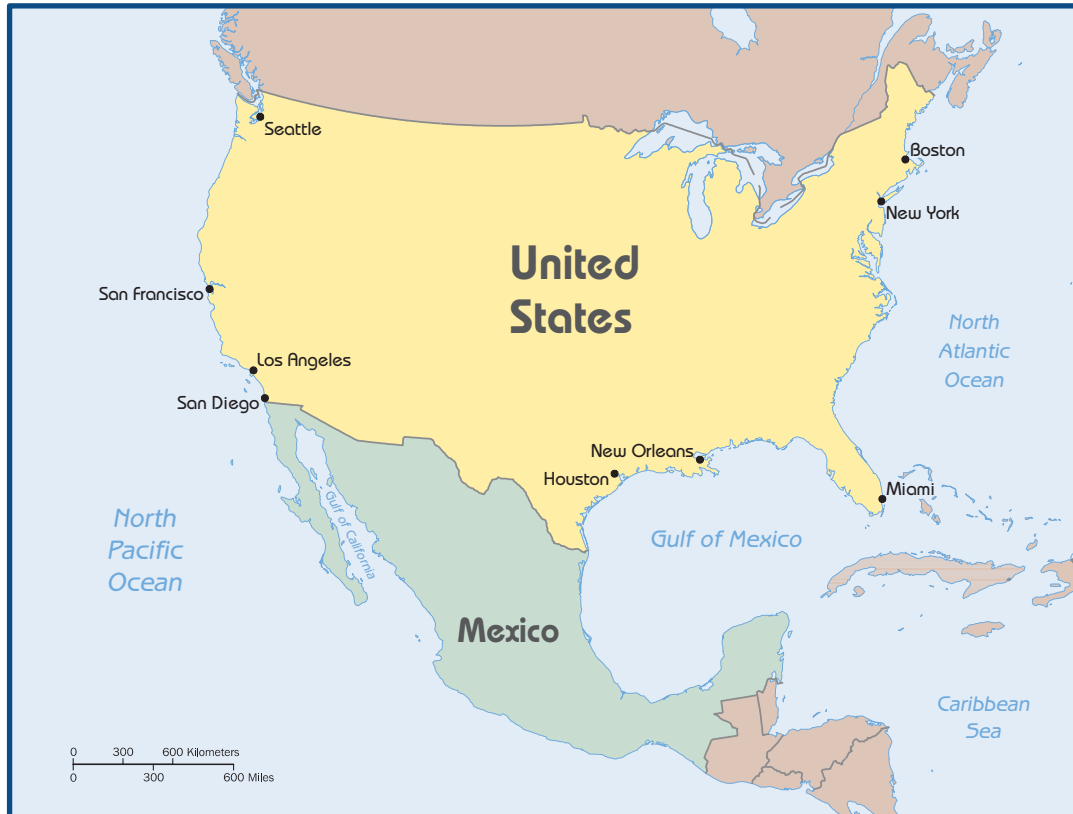 Seattle
Boston
New York
United
States
San Francisco
North
Atlantic
Ocean
Los Angeles
San Diego
New Orleans
Houston
Miami
Gulf of California
North
Pacific
Ocean
Gulf of Mexico
Mexico
Caribbean
Sea
0 300 600 Kilometers
0 300 600 Miles